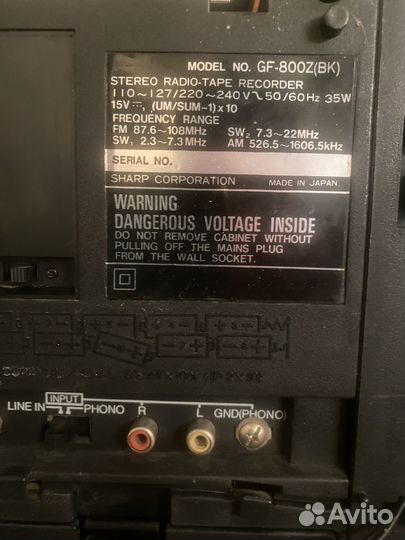 MODEL NO. GF-800Z(BK)
STEREO RADIO-TAPE RECORDER
110~127/220~240V∿50/60Hz 35W
15V⎓, (UM/SUM-1)×10
FREQUENCY RANGE
FM 87.6~108MHz SW₂ 7.3~22MHz
SW₁ 2.3~7.3MHz AM 526.5~1606.5kHz
SERIAL NO.
SHARP CORPORATION MADE IN JAPAN.
WARNING
DANGEROUS VOLTAGE INSIDE
DO NOT REMOVE CABINET WITHOUT
PULLING OFF THE MAINS PLUG
FROM THE WALL SOCKET.
INPUT
LINE IN PHONO R L GND(PHONO)
Avito